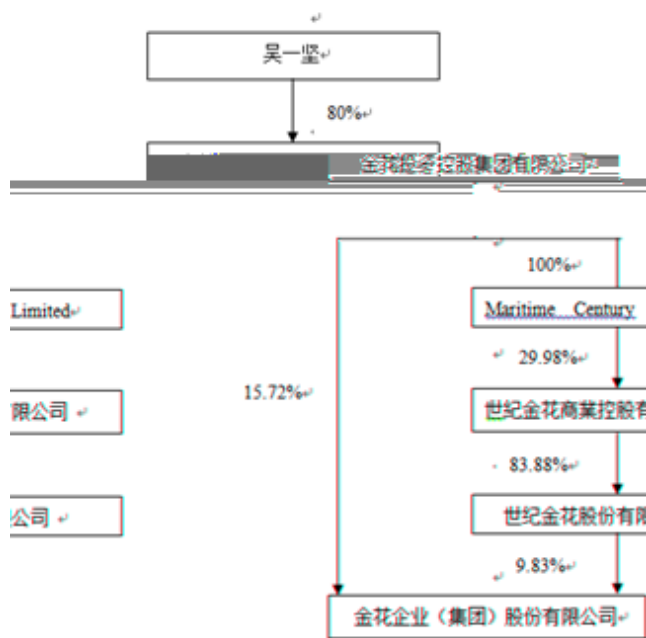 吴一坚
80%
金花投资控股集团有限公司
100%
Limited
Maritime Century
29.98%
15.72%
限公司
世纪金花商業控股有
83.88%
公司
世纪金花股份有限
9.83%
金花企业（集团）股份有限公司